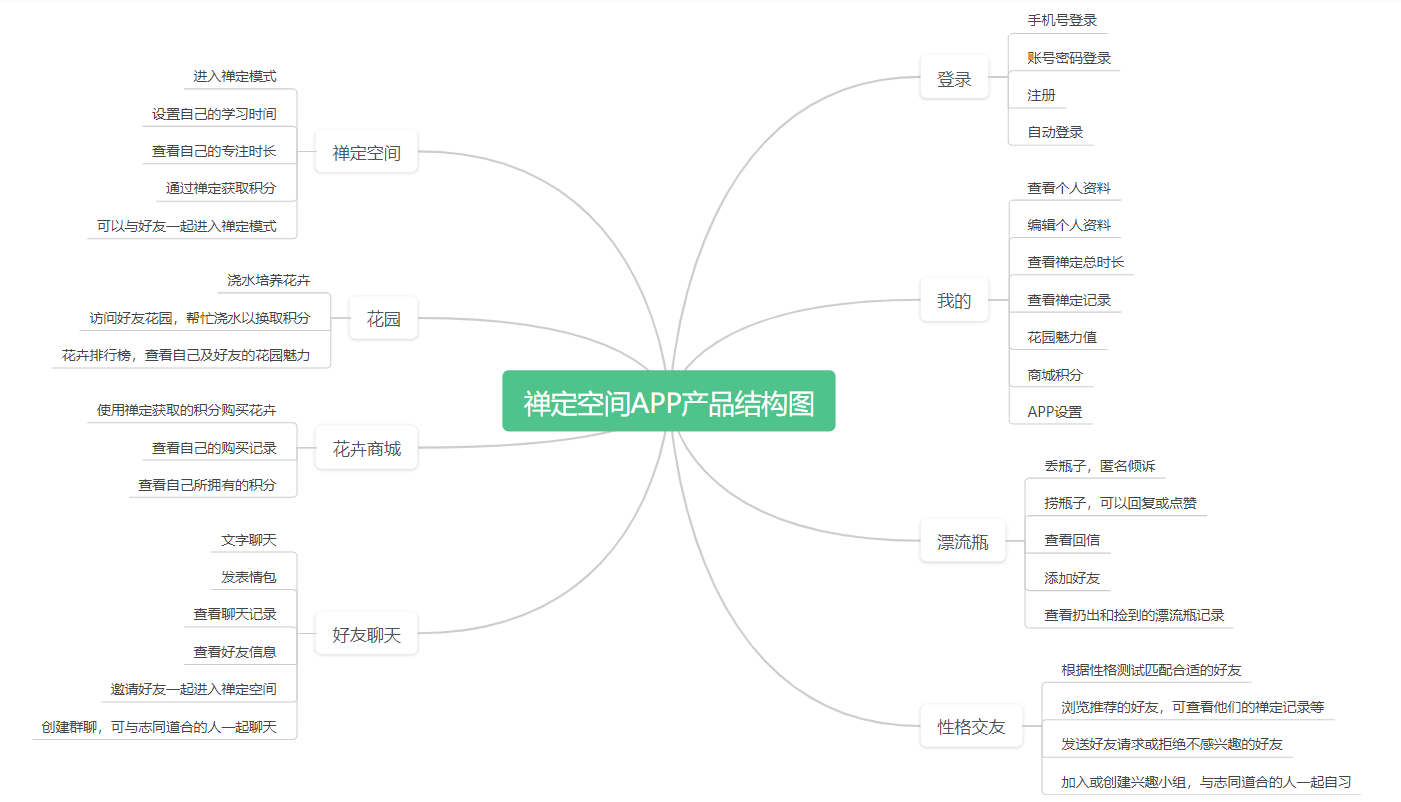 禅定空间APP产品结构图
登录
手机号登录
账号密码登录
注册
自动登录
我的
查看个人资料
编辑个人资料
查看禅定总时长
查看禅定记录
花园魅力值
商城积分
APP设置
漂流瓶
丢瓶子，匿名倾诉
捞瓶子，可以回复或点赞
查看回信
添加好友
查看扔出和捡到的漂流瓶记录
性格交友
根据性格测试匹配合适的好友
浏览推荐的好友，可查看他们的禅定记录等
发送好友请求或拒绝不感兴趣的好友
加入或创建兴趣小组，与志同道合的人一起自习
禅定空间
进入禅定模式
设置自己的学习时间
查看自己的专注时长
通过禅定获取积分
可以与好友一起进入禅定模式
花园
浇水培养花卉
访问好友花园，帮忙浇水以换取积分
花卉排行榜，查看自己及好友的花园魅力
花卉商城
使用禅定获取的积分购买花卉
查看自己的购买记录
查看自己所拥有的积分
好友聊天
文字聊天
发表情包
查看聊天记录
查看好友信息
邀请好友一起进入禅定空间
创建群聊，可与志同道合的人一起聊天